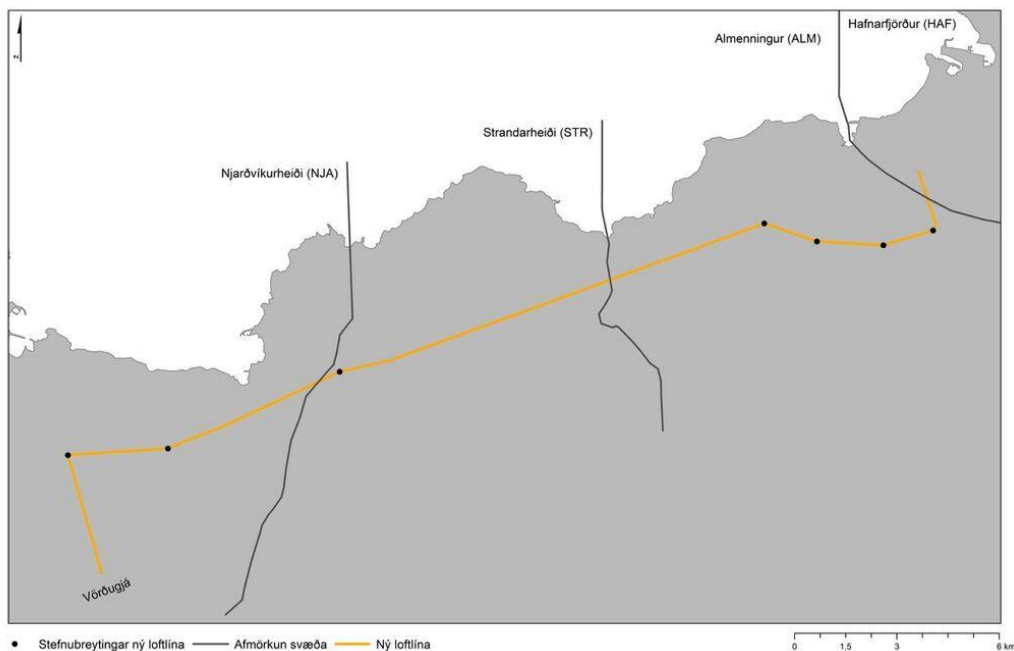 Hafnarfjörður (HAF)
Almenningur (ALM)
Strandarheiði (STR)
Njarðvíkurheiði (NJA)
N
Vörðugjá
Stefnubreytingar ný loftlína
Afmörkun svæða
Ný loftlína
0 1,5 3 6 km